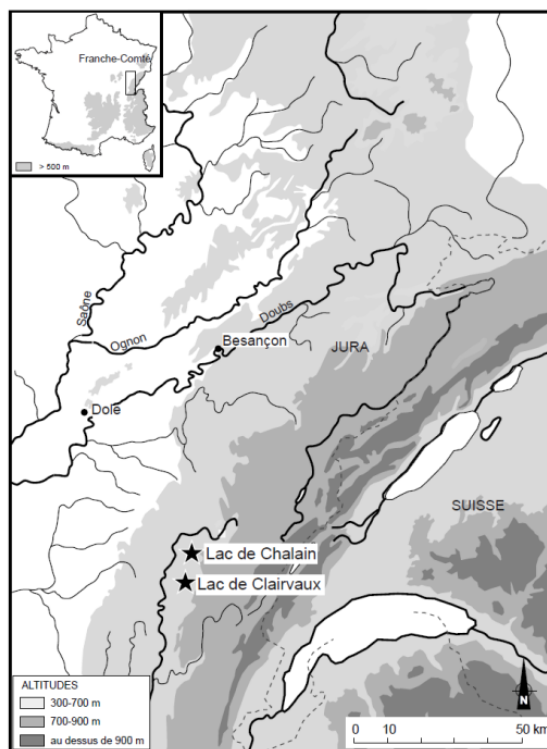 Franche-Comté
> 500 m
Saône
Ognon
Doubs
Besançon
JURA
Dole
SUISSE
Lac de Chalain
Lac de Clairvaux
ALTITUDES
300-700 m
700-900 m
au dessus de 900 m
N
0 10 50 km